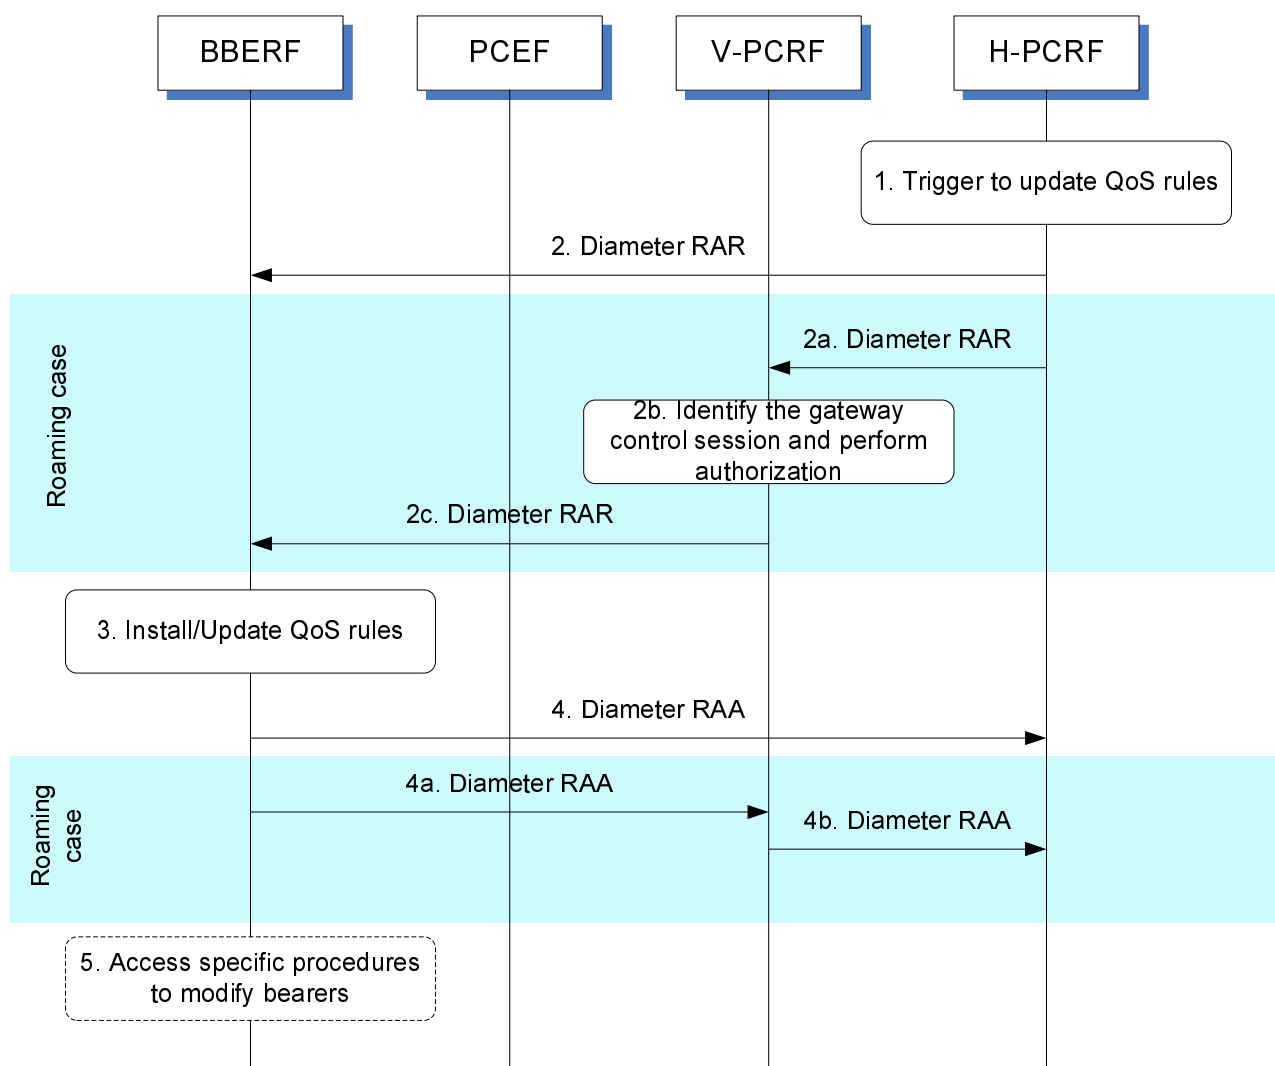 BBERF
PCEF
V-PCRF
H-PCRF
1. Trigger to update QoS rules
2. Diameter RAR
Roaming case
2a. Diameter RAR
2b. Identify the gateway
control session and perform
authorization
2c. Diameter RAR
3. Install/Update QoS rules
4. Diameter RAA
Roaming
case
4a. Diameter RAA
4b. Diameter RAA
5. Access specific procedures
to modify bearers